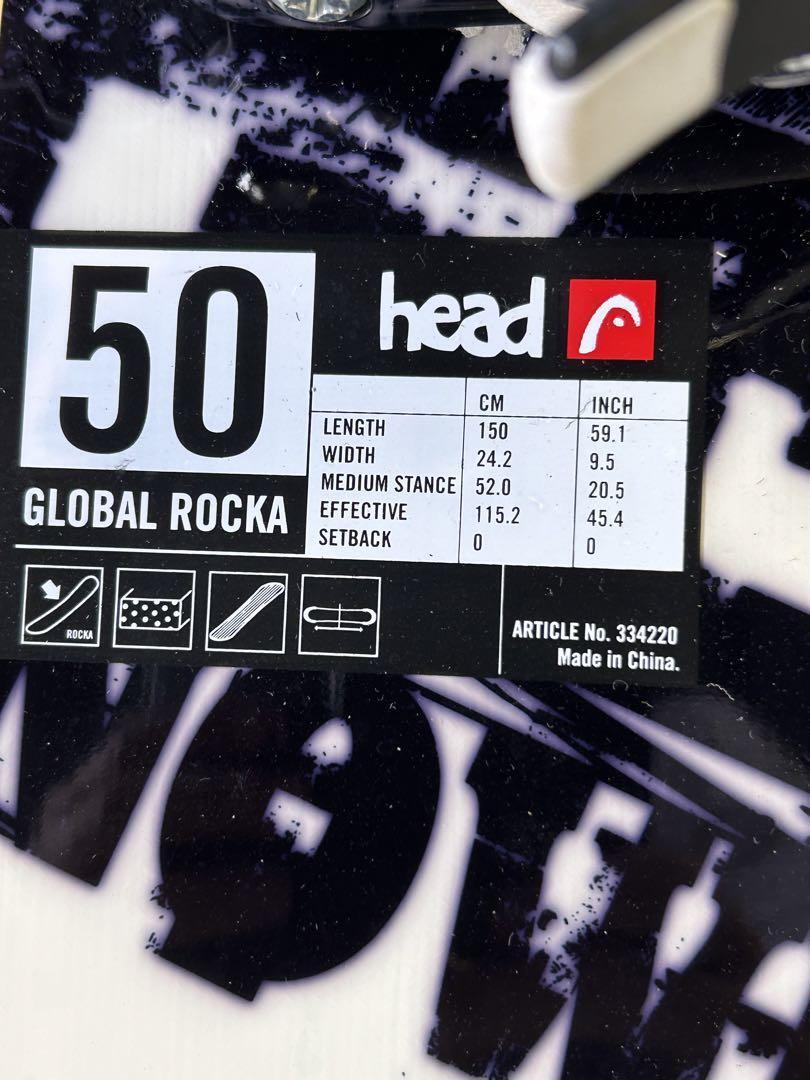 50
head
GLOBAL ROCKA
CM INCH
LENGTH 150 59.1
WIDTH 24.2 9.5
MEDIUM STANCE 52.0 20.5
EFFECTIVE 115.2 45.4
SETBACK 0 0
ROCKA
ARTICLE No. 334220
Made in China.